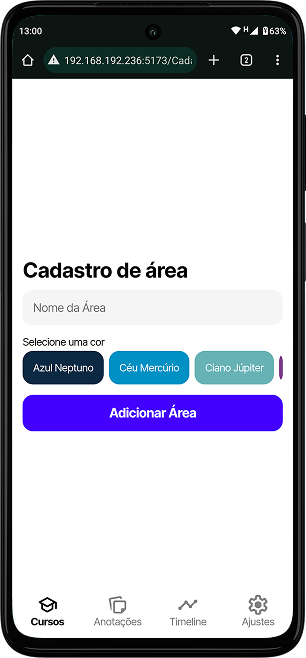 13:00
H
63%
192.168.192.236:5173/Cada
2
Cadastro de área
Nome da Área
Selecione uma cor
Azul Neptuno
Céu Mercúrio
Ciano Júpiter
Adicionar Área
Cursos
Anotações
Timeline
Ajustes